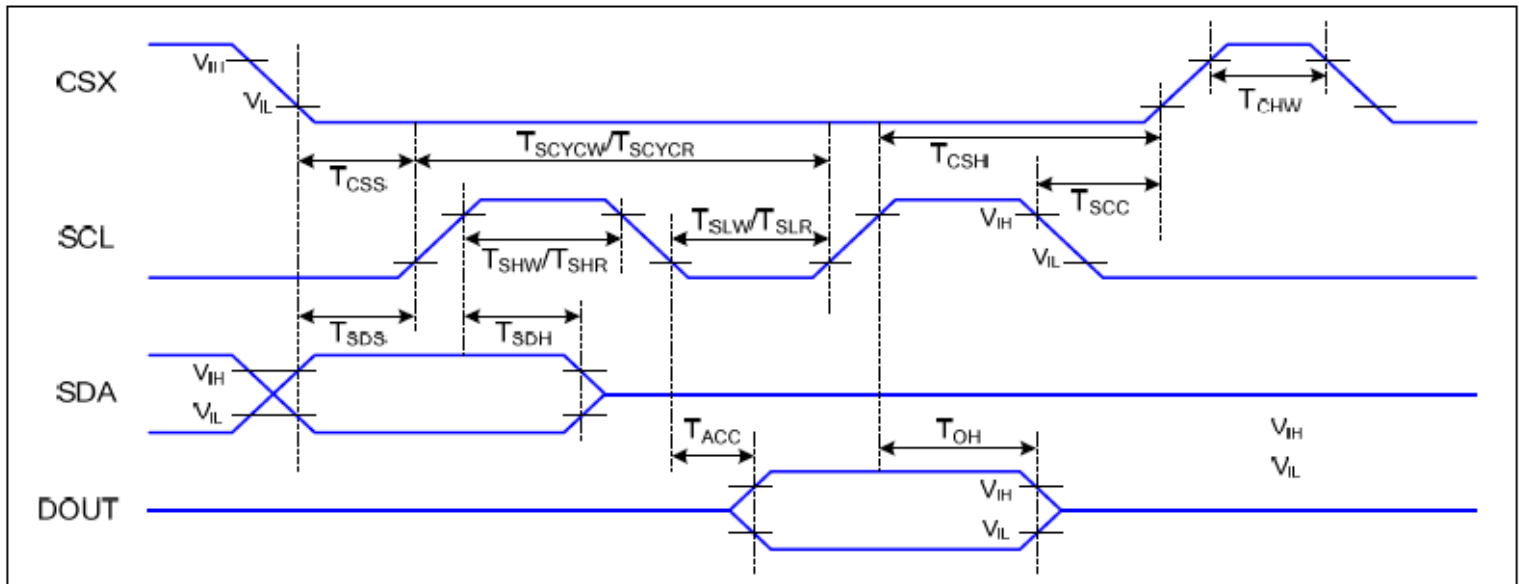 CSX
VIH
VIL
TCHW
TSCYCW/TSCYCR
TCSS
TCSH
TSCC
SCL
VIH
VIL
TSHW/TSHR
TSLW/TSLR
TSDS
TSDH
SDA
VIH
VIL
TACC
TOH
VIH
VIL
DOUT
VIH
VIL